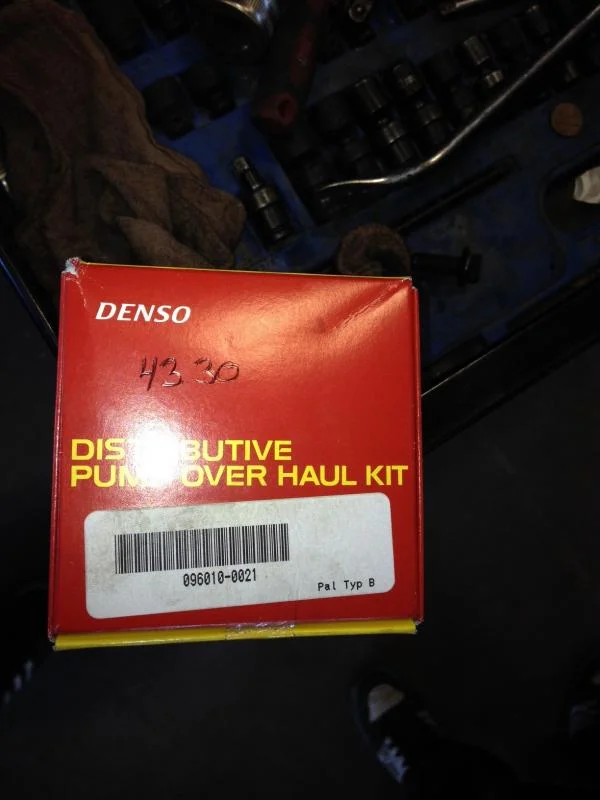 DENSO
43 30
DISTRIBUTIVE
PUMP OVER HAUL KIT
096010-0021
Pal Typ B